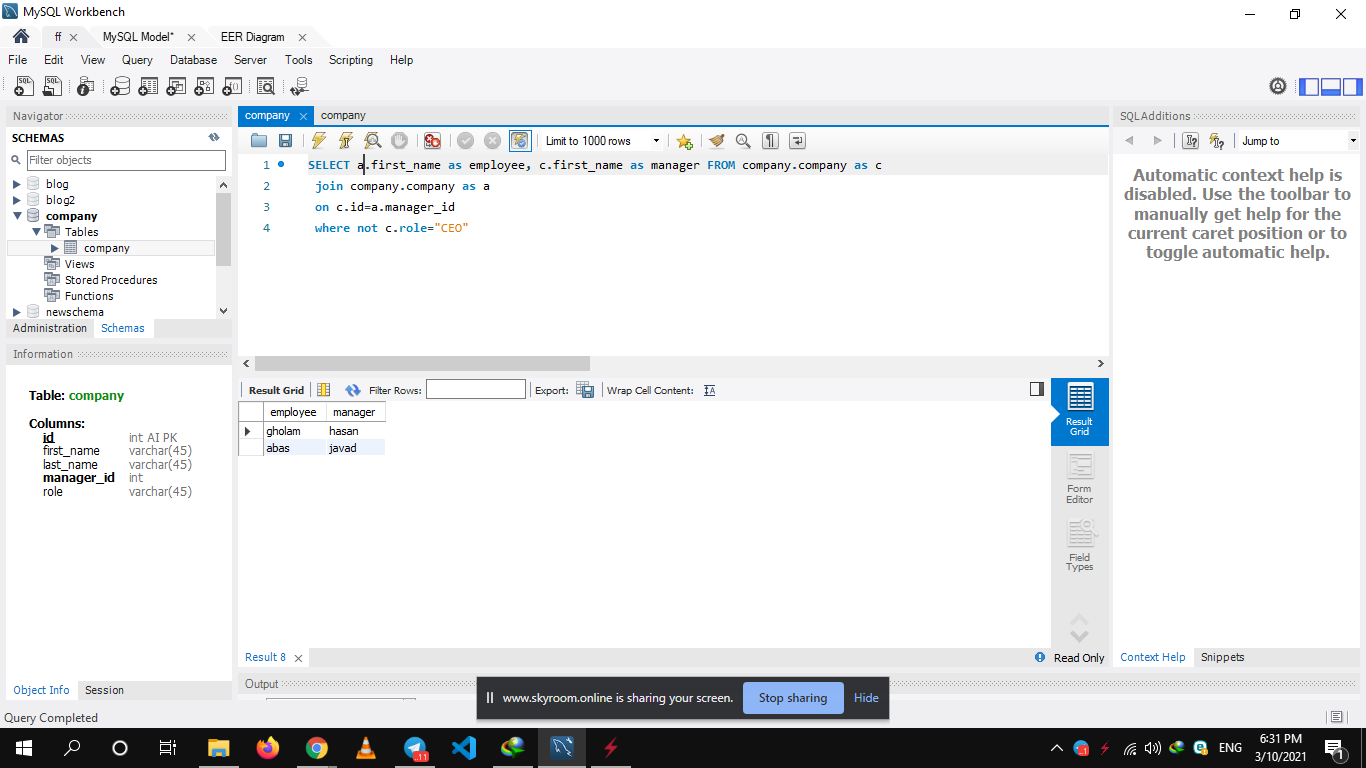 MySQL Workbench
ff MySQL Model* EER Diagram
File Edit View Query Database Server Tools Scripting Help
Navigator
SCHEMAS
Filter objects
blog
blog2
company
Tables
company
Views
Stored Procedures
Functions
newschema
Administration Schemas
Information
Table: company
Columns:
id int AI PK
first_name varchar(45)
last_name varchar(45)
manager_id int
role varchar(45)
Object Info Session
Query Completed
company company
Limit to 1000 rows
1 SELECT a.first_name as employee, c.first_name as manager FROM company.company as c
2 join company.company as a
3 on c.id=a.manager_id
4 where not c.role="CEO"
Result Grid Filter Rows: Export: Wrap Cell Content:
employee manager
gholam hasan
abas javad
Result
Grid
Form
Editor
Field
Types
Result 8
Read Only
Output
SQLAdditions
Jump to
Automatic context help is
disabled. Use the toolbar to
manually get help for the
current caret position or to
toggle automatic help.
Context Help Snippets
www.skyroom.online is sharing your screen. Stop sharing Hide
ENG
6:31 PM
3/10/2021
1